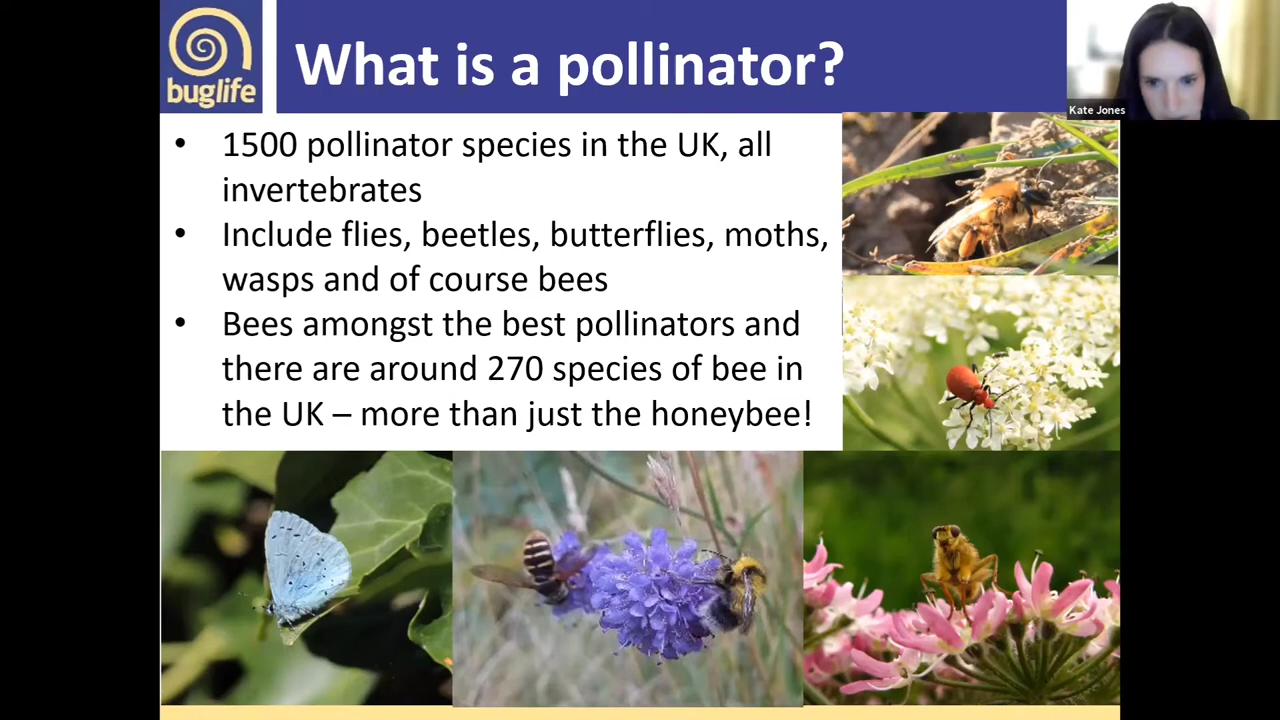 buglife
What is a pollinator?
Kate Jones
• 1500 pollinator species in the UK, all
invertebrates
• Include flies, beetles, butterflies, moths,
wasps and of course bees
• Bees amongst the best pollinators and
there are around 270 species of bee in
the UK – more than just the honeybee!